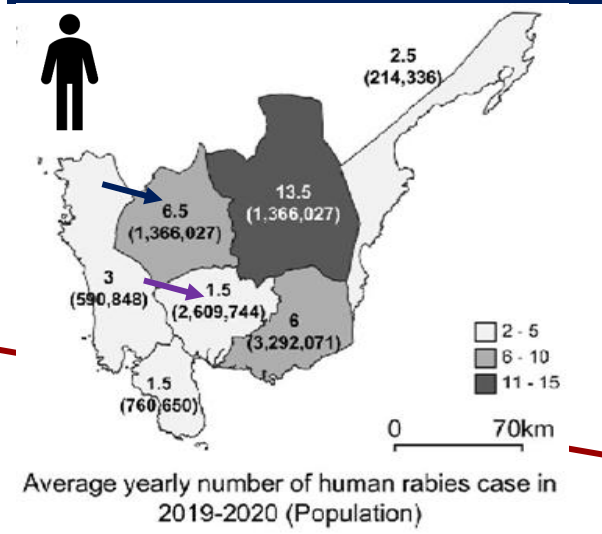 2.5
(214,336)
13.5
(1,366,027)
6.5
(1,366,027)
3
(590,848)
1.5
(2,609,744)
6
(3,292,071)
1.5
(760,650)
2 - 5
6 - 10
11 - 15
0 70km
Average yearly number of human rabies case in
2019-2020 (Population)